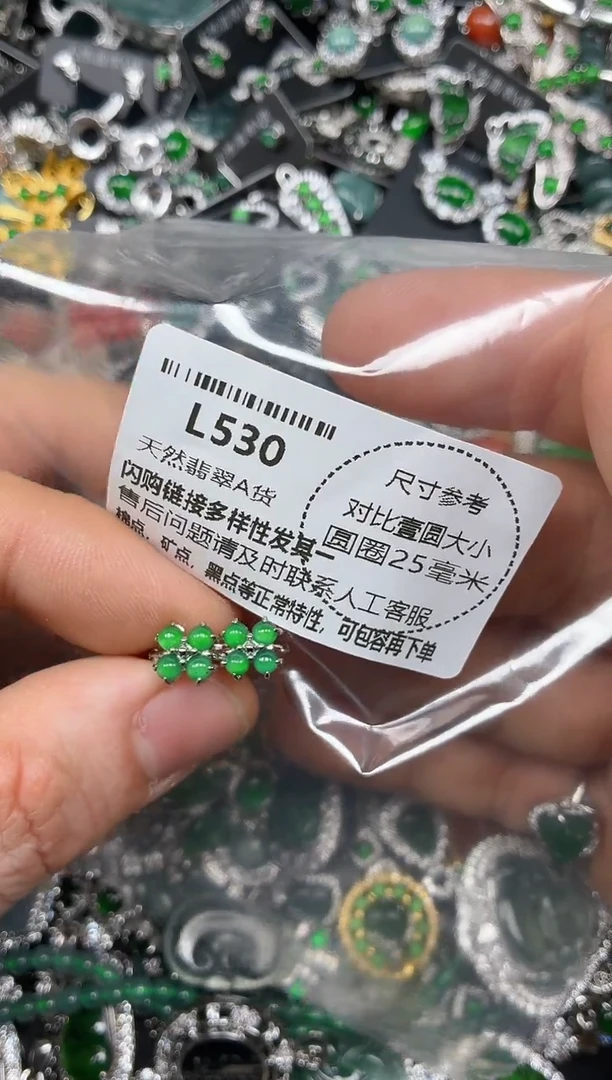 L530
天然翡翠A货
闪购链接多样性发其一
售后问题请及时联系人工客服
棉点，矿点，黑点等正常特性，可包容再下单
尺寸参考
对比壹圆大小
圆圈25毫米